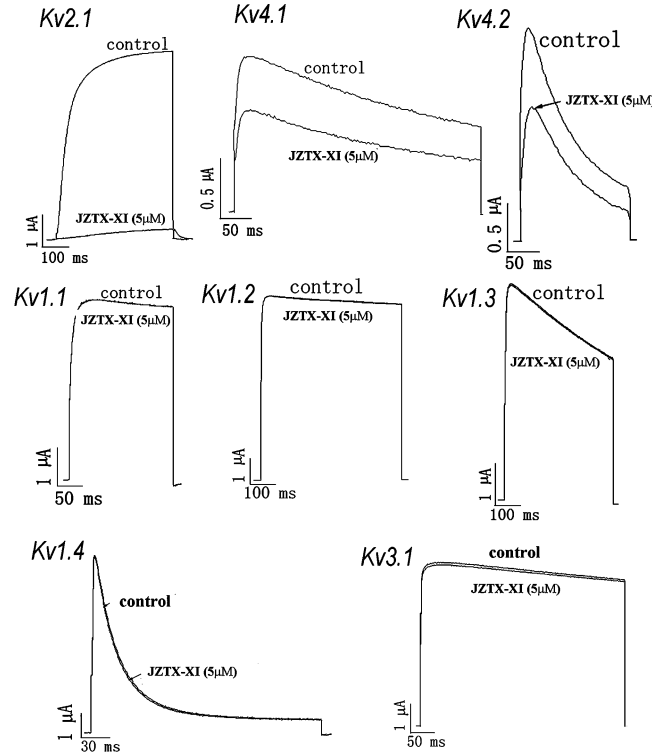 Kv2.1
control
JZTX-XI (5μM)
1 μA
100 ms
Kv4.1
control
JZTX-XI (5μM)
0.5 μA
50 ms
Kv4.2
control
JZTX-XI (5μM)
0.5 μA
50 ms
Kv1.1
control
JZTX-XI (5μM)
1 μA
50 ms
Kv1.2
control
JZTX-XI (5μM)
1 μA
100 ms
Kv1.3
control
JZTX-XI (5μM)
1 μA
100 ms
Kv1.4
control
JZTX-XI (5μM)
1 μA
30 ms
Kv3.1
control
JZTX-XI (5μM)
1 μA
50 ms